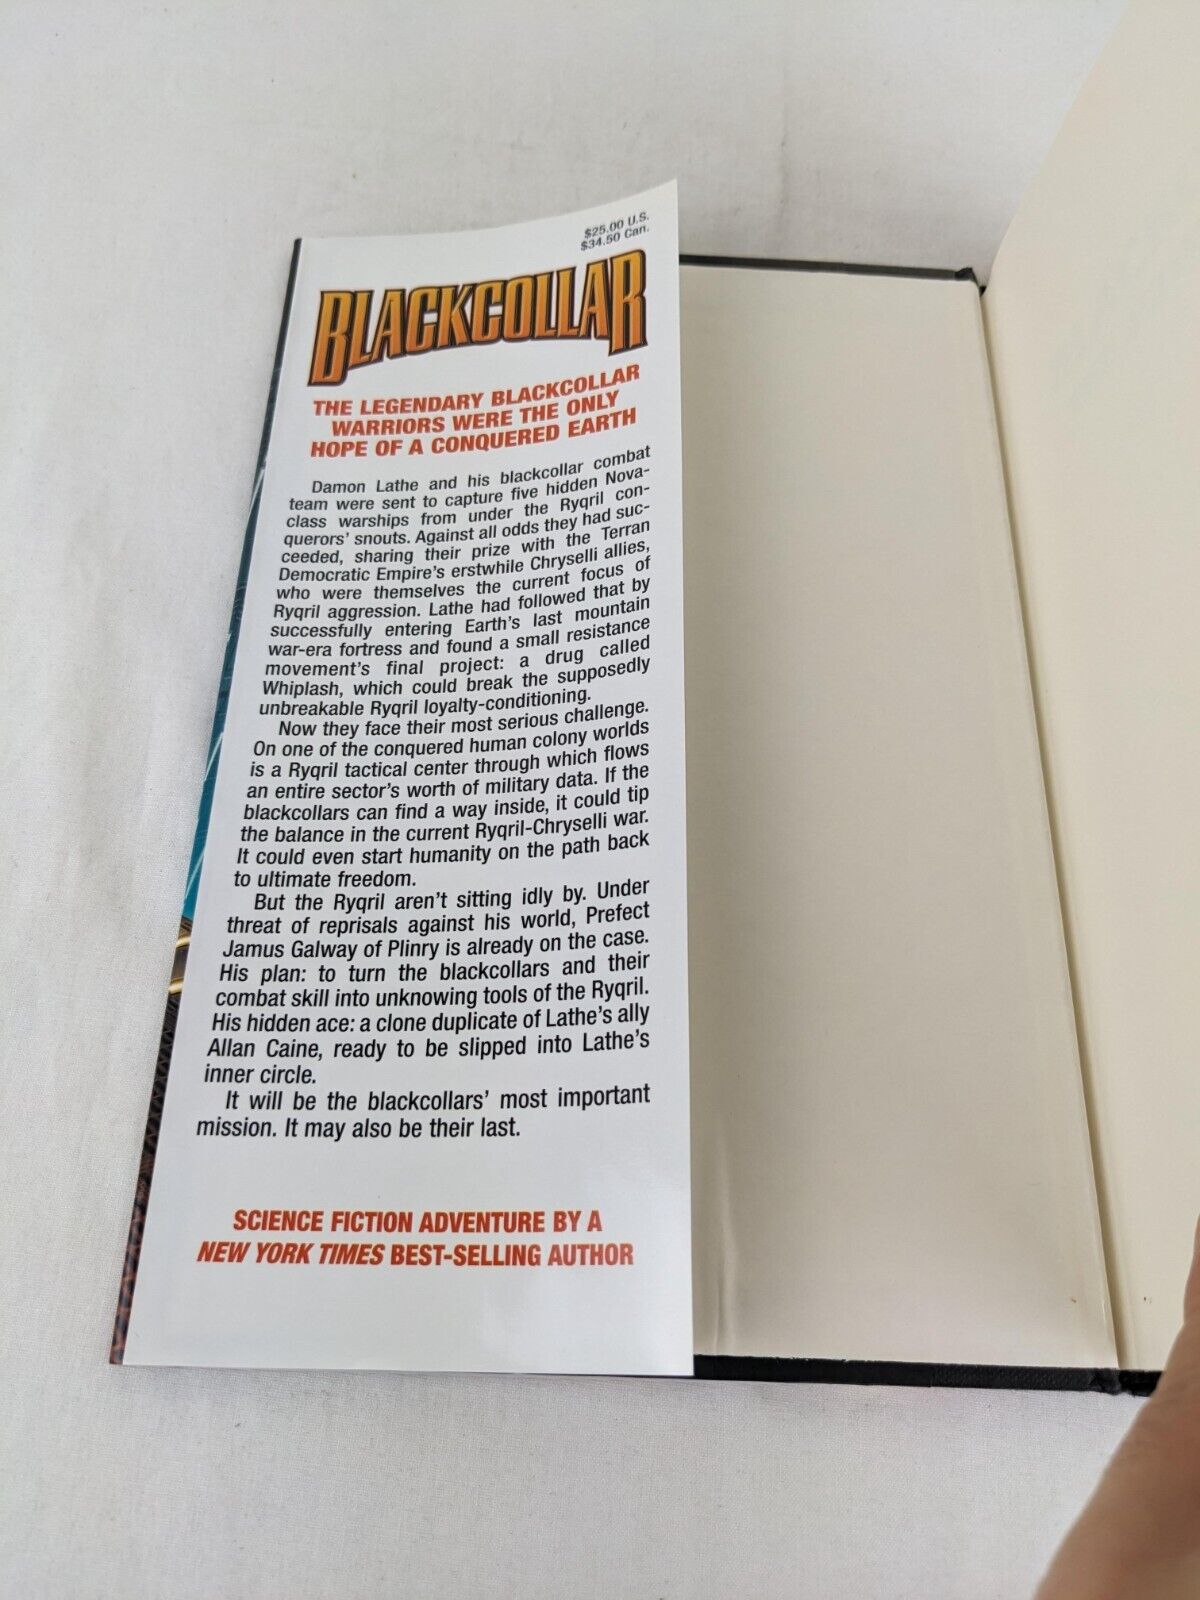 $25.00 U.S.
$34.50 Can.
BLACKCOLLAR
THE LEGENDARY BLACKCOLLAR
WARRIORS WERE THE ONLY
HOPE OF A CONQUERED EARTH
Damon Lathe and his blackcollar combat
team were sent to capture five hidden Nova-
class warships from under the Ryqril con-
querors' snouts. Against all odds they had suc-
ceeded, sharing their prize with the Terran
Democratic Empire's erstwhile Chryselli allies,
who were themselves the current focus of
Ryqril aggression. Lathe had followed that by
successfully entering Earth's last mountain
war-era fortress and found a small resistance
movement's final project: a drug called
Whiplash, which could break the supposedly
unbreakable Ryqril loyalty-conditioning.
Now they face their most serious challenge.
On one of the conquered human colony worlds
is a Ryqril tactical center through which flows
an entire sector's worth of military data. If the
blackcollars can find a way inside, it could tip
the balance in the current Ryqril-Chryselli war.
It could even start humanity on the path back
to ultimate freedom.
But the Ryqril aren't sitting idly by. Under
threat of reprisals against his world, Prefect
Jamus Galway of Plinry is already on the case.
His plan: to turn the blackcollars and their
combat skill into unknowing tools of the Ryqril.
His hidden ace: a clone duplicate of Lathe's ally
Allan Caine, ready to be slipped into Lathe's
inner circle.
It will be the blackcollars' most important
mission. It may also be their last.
SCIENCE FICTION ADVENTURE BY A
NEW YORK TIMES BEST-SELLING AUTHOR